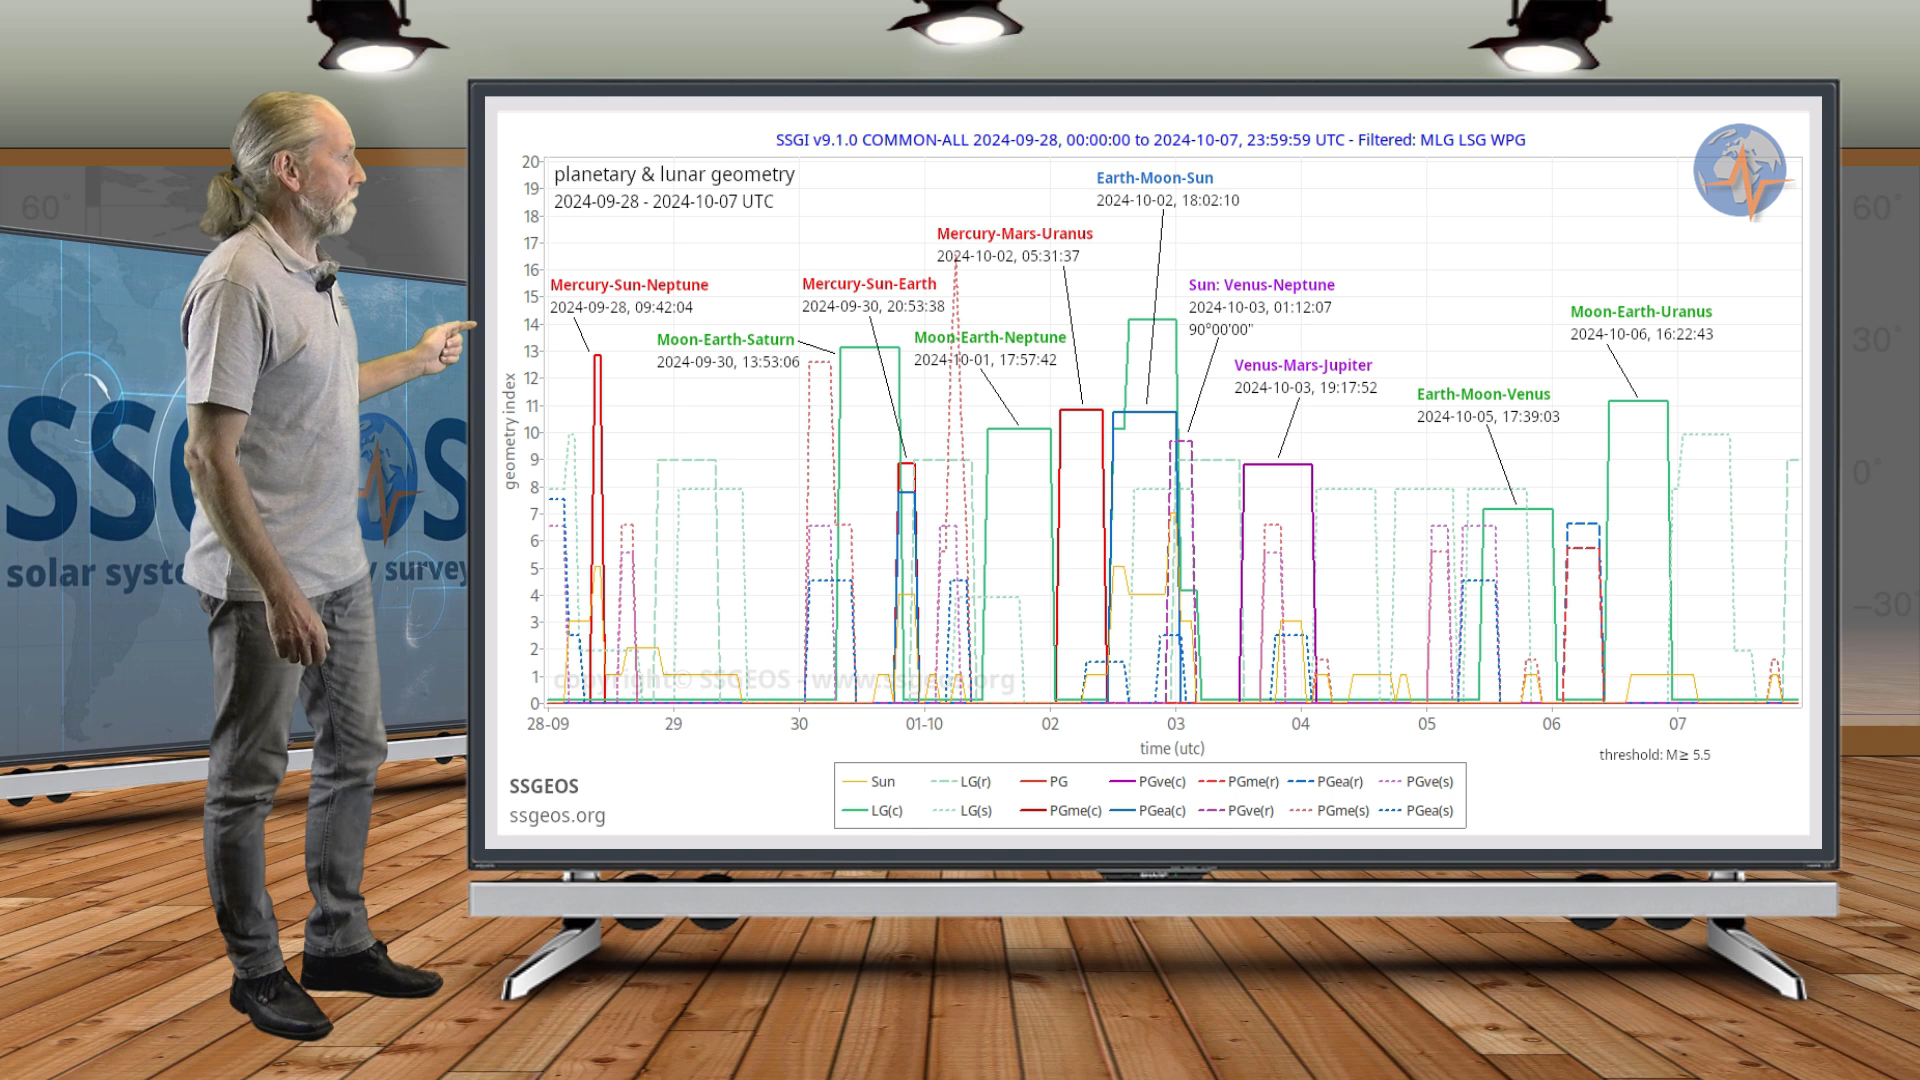 SSGI v9.1.0 COMMON-ALL 2024-09-28, 00:00:00 to 2024-10-07, 23:59:59 UTC - Filtered: MLG LSG WPG
planetary & lunar geometry
2024-09-28 - 2024-10-07 UTC
Earth-Moon-Sun
2024-10-02, 18:02:10
Mercury-Mars-Uranus
2024-10-02, 05:31:37
Mercury-Sun-Neptune
2024-09-28, 09:42:04
Mercury-Sun-Earth
2024-09-30, 20:53:38
Sun: Venus-Neptune
2024-10-03, 01:12:07
90°00'00"
Moon-Earth-Saturn
2024-09-30, 13:53:06
Moon-Earth-Neptune
2024-10-01, 17:57:42
Moon-Earth-Uranus
2024-10-06, 16:22:43
Venus-Mars-Jupiter
2024-10-03, 19:17:52
Earth-Moon-Venus
2024-10-05, 17:39:03
20
19
18
17
16
15
14
13
12
11
10
9
8
7
6
5
4
3
2
1
0
geometry index
copyright © SSGEOS - www.ssgeos.org
28-09 29 30 01-10 02 03 04 05 06 07
time (utc)
threshold: M≥ 5.5
SSGEOS
ssgeos.org
Sun LG(r) PG PGve(c) PGme(r) PGea(r) PGve(s)
LG(c) LG(s) PGme(c) PGea(c) PGve(r) PGme(s) PGea(s)
60°
SS S
solar syst y survey
60°
30°
0°
−30°